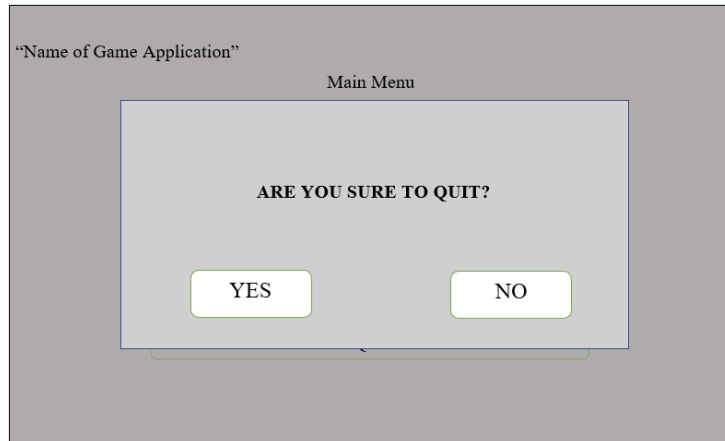 “Name of Game Application”
Main Menu
ARE YOU SURE TO QUIT?
YES
NO